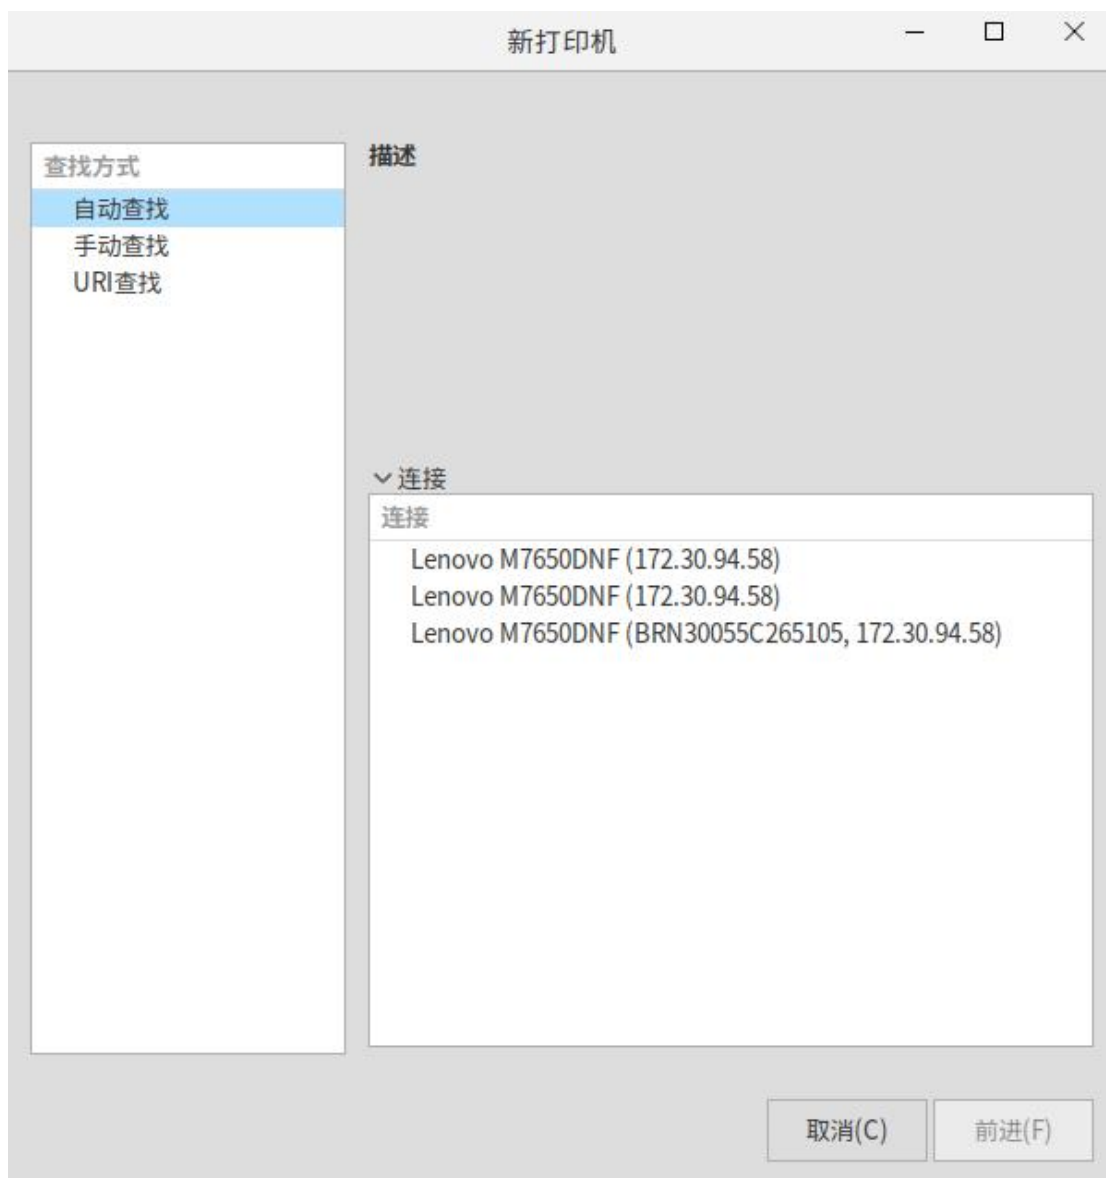 新打印机
查找方式
自动查找
手动查找
URI查找
描述
连接
连接
Lenovo M7650DNF (172.30.94.58)
Lenovo M7650DNF (172.30.94.58)
Lenovo M7650DNF (BRN30055C265105, 172.30.94.58)
取消(C)
前进(F)